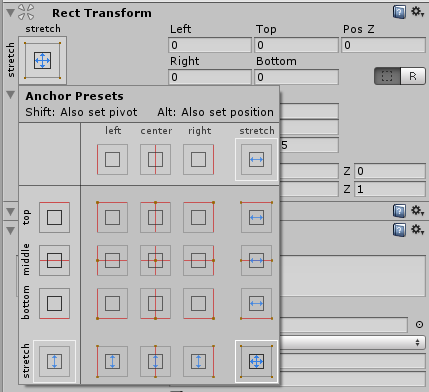 Rect Transform
stretch
Left Top Pos Z
0 0 0
stretch
Right Bottom
0 0
R
Anchor Presets
Shift: Also set pivot Alt: Also set position
left center right stretch
5
Z 0
Z 1
top
middle
bottom
stretch